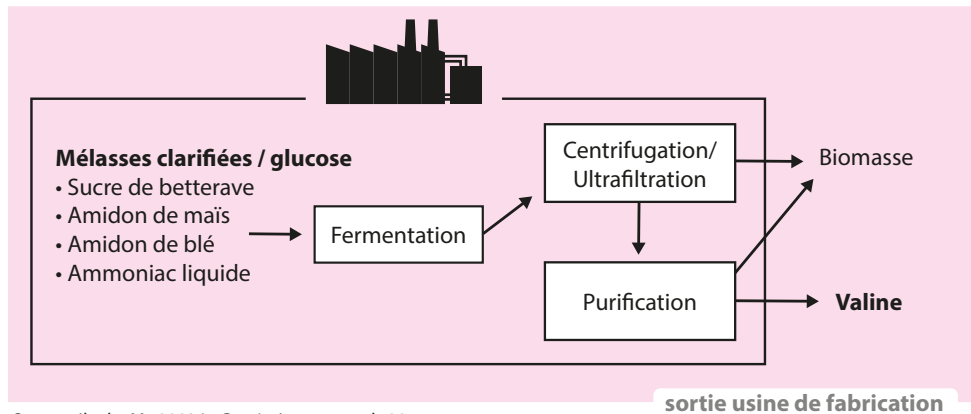 Mélasses clarifiées / glucose
• Sucre de betterave
• Amidon de maïs
• Amidon de blé
• Ammoniac liquide
Fermentation
Centrifugation/
Ultrafiltration
Purification
Biomasse
Valine
sortie usine de fabrication